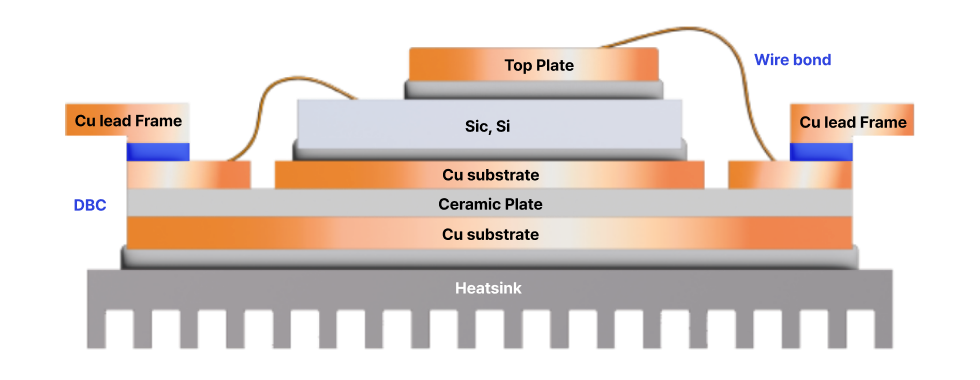 Wire bond
Top Plate
Cu lead Frame
Sic, Si
Cu lead Frame
Cu substrate
DBC
Ceramic Plate
Cu substrate
Heatsink